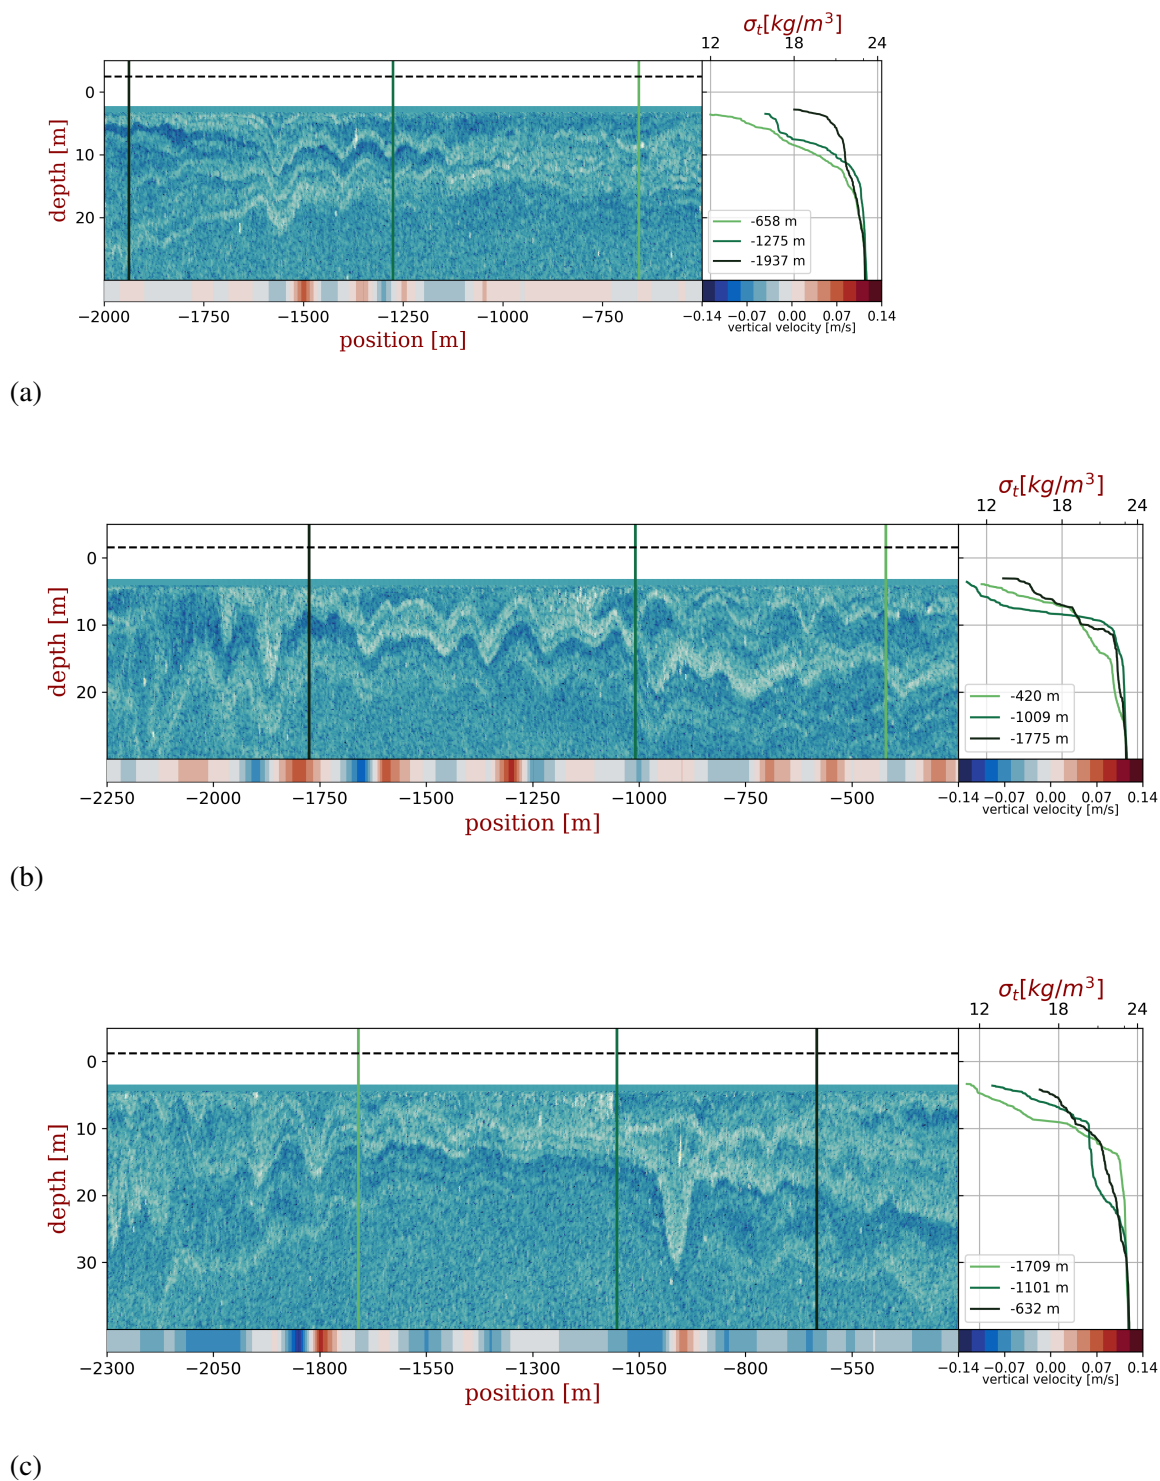 σt[kg/m³]
12 18 24
0
10
20
depth [m]
-658 m
-1275 m
-1937 m
−2000 −1750 −1500 −1250 −1000 −750
position [m]
−0.14 −0.07 0.00 0.07 0.14
vertical velocity [m/s]
(a)
σt[kg/m³]
12 18 24
0
10
20
depth [m]
-420 m
-1009 m
-1775 m
−2250 −2000 −1750 −1500 −1250 −1000 −750 −500
position [m]
−0.14 −0.07 0.00 0.07 0.14
vertical velocity [m/s]
(b)
σt[kg/m³]
12 18 24
0
10
20
30
depth [m]
-1709 m
-1101 m
-632 m
−2300 −2050 −1800 −1550 −1300 −1050 −800 −550
position [m]
−0.14 −0.07 0.00 0.07 0.14
vertical velocity [m/s]
(c)